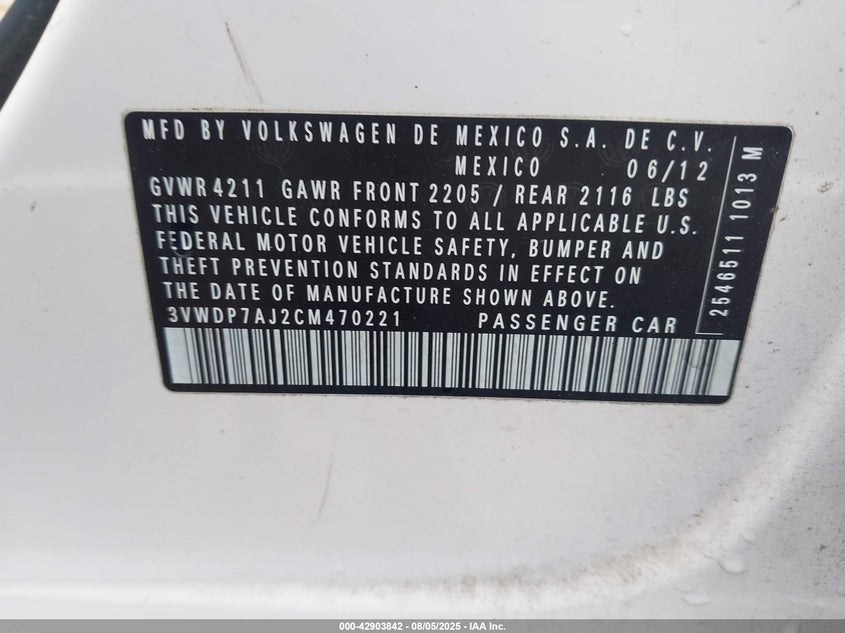 MFD BY VOLKSWAGEN DE MEXICO S.A. DE C.V.
MEXICO 06/12
GVWR 4211 GAWR FRONT 2205 / REAR 2116 LBS
THIS VEHICLE CONFORMS TO ALL APPLICABLE U.S.
FEDERAL MOTOR VEHICLE SAFETY, BUMPER AND
THEFT PREVENTION STANDARDS IN EFFECT ON
THE DATE OF MANUFACTURE SHOWN ABOVE.
3VWDP7AJ2CM470221 PASSENGER CAR
2546511 1013 M
000-42903842 - 08/05/2025 - IAA Inc.